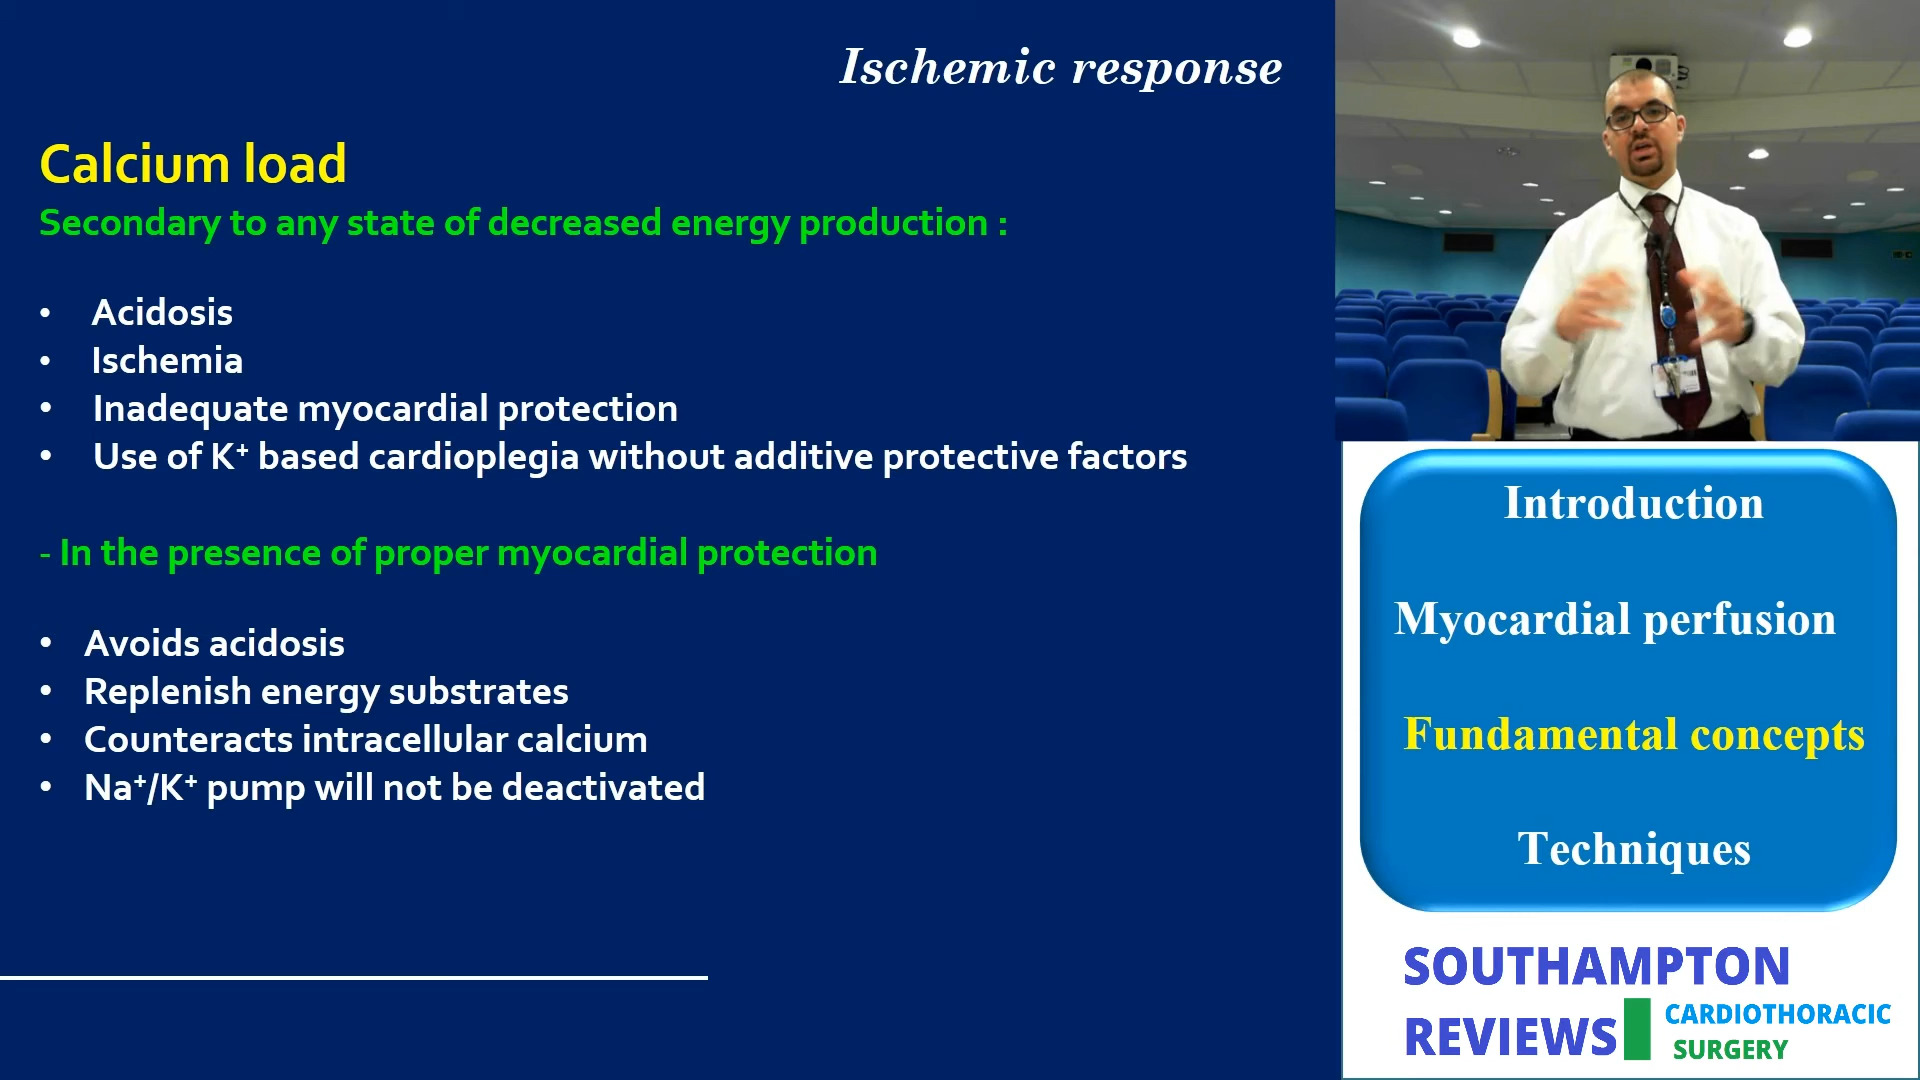 Ischemic response
Calcium load
Secondary to any state of decreased energy production :
• Acidosis
• Ischemia
• Inadequate myocardial protection
• Use of K⁺ based cardioplegia without additive protective factors
- In the presence of proper myocardial protection
• Avoids acidosis
• Replenish energy substrates
• Counteracts intracellular calcium
• Na⁺/K⁺ pump will not be deactivated
Introduction
Myocardial perfusion
Fundamental concepts
Techniques
SOUTHAMPTON
REVIEWS CARDIOTHORACIC
SURGERY